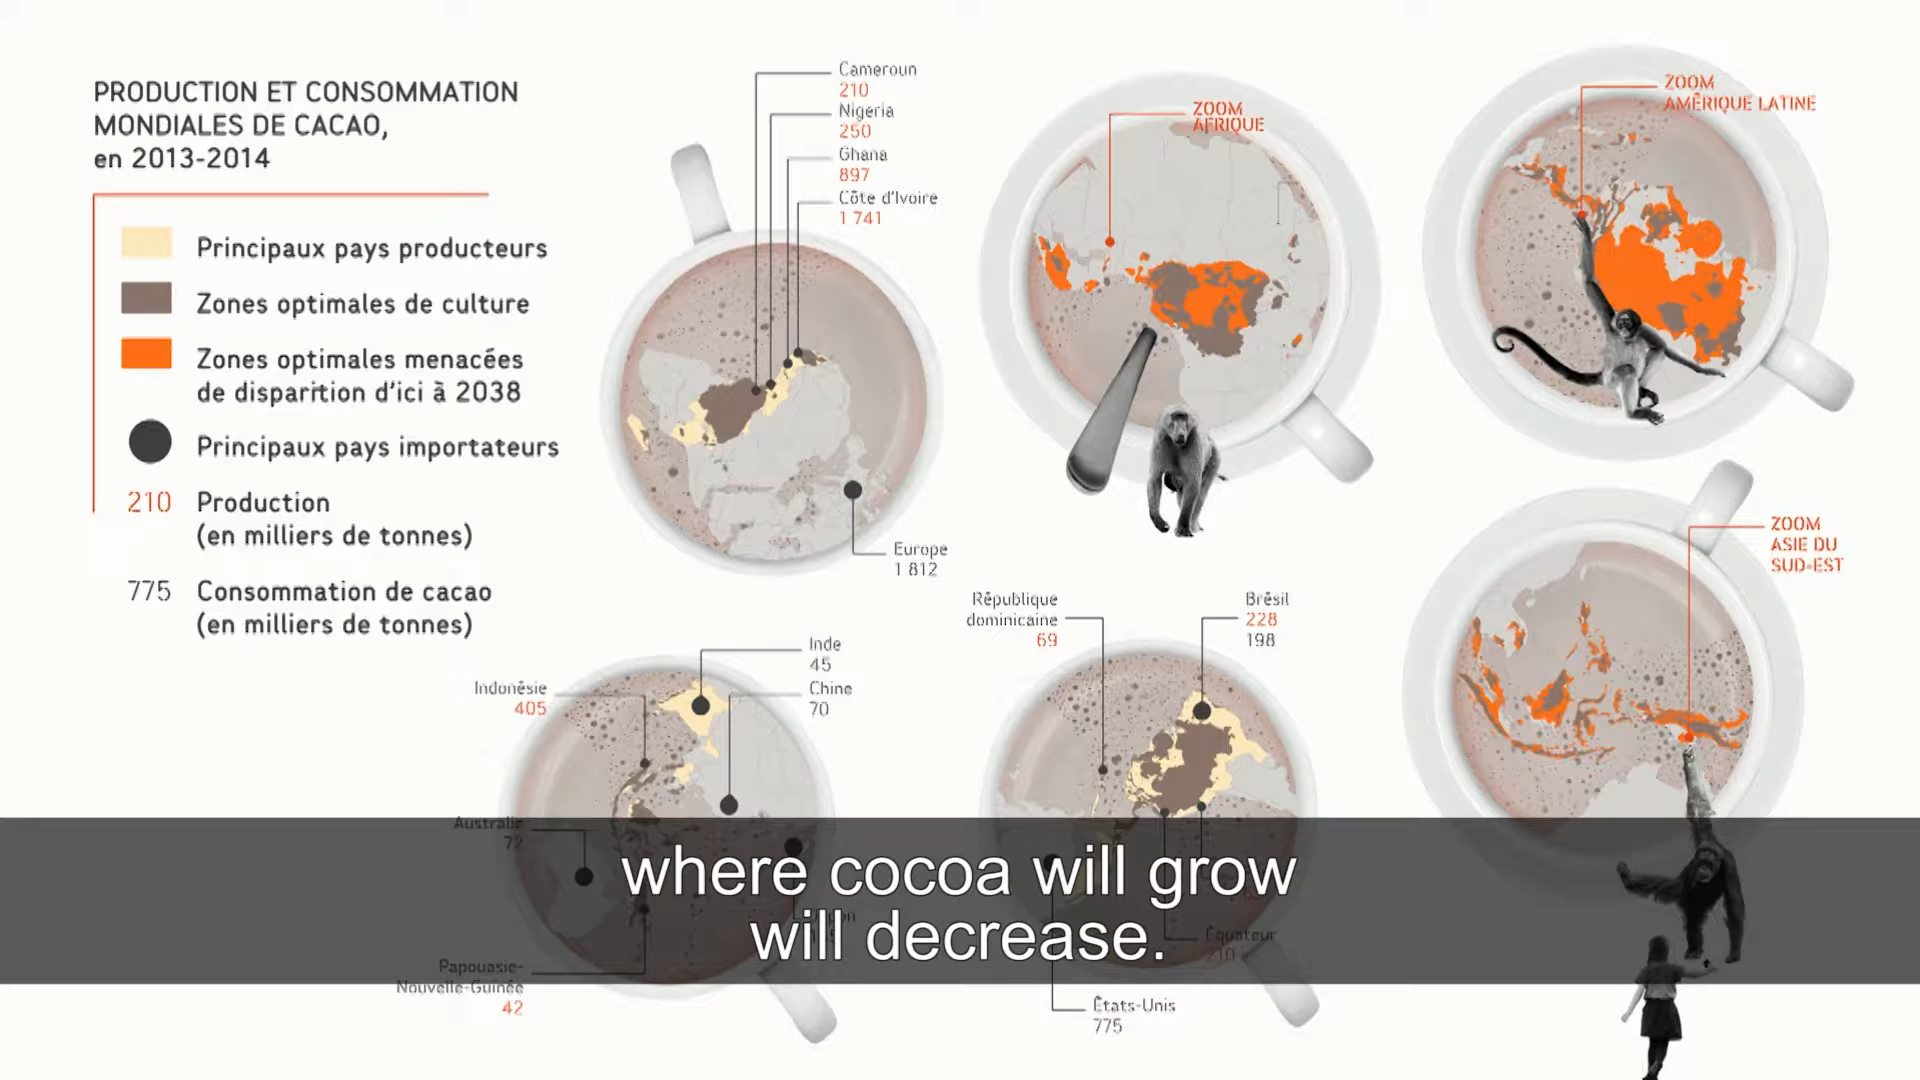 PRODUCTION ET CONSOMMATION
MONDIALES DE CACAO,
en 2013-2014
Principaux pays producteurs
Zones optimales de culture
Zones optimales menacées
de disparition d'ici à 2038
Principaux pays importateurs
210 Production
(en milliers de tonnes)
775 Consommation de cacao
(en milliers de tonnes)
Cameroun
210
Nigeria
250
Ghana
897
Côte d'Ivoire
1 741
Europe
1 812
ZOOM
AFRIQUE
ZOOM
AMÉRIQUE LATINE
ZOOM
ASIE DU
SUD-EST
Inde
45
Chine
70
Indonésie
405
Australie
72
Papouasie-
Nouvelle-Guinée
42
République
dominicaine
69
Brésil
228
198
Équateur
210
États-Unis
775
where cocoa will grow
will decrease.